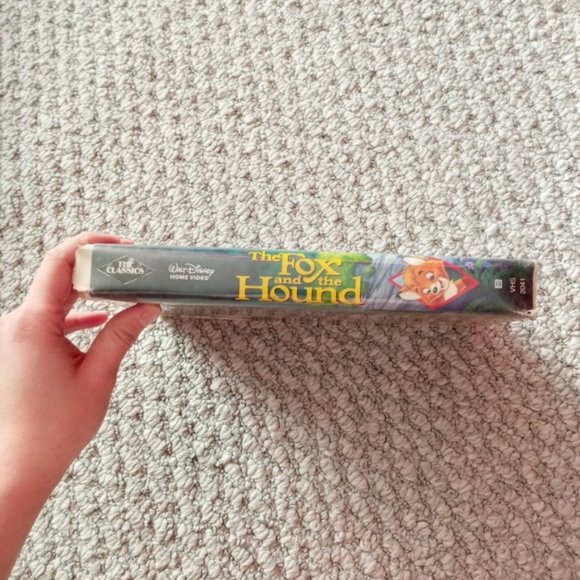 THE
CLASSICS
WALT DISNEY
HOME VIDEO
The Fox
and the
Hound
VHS
2041